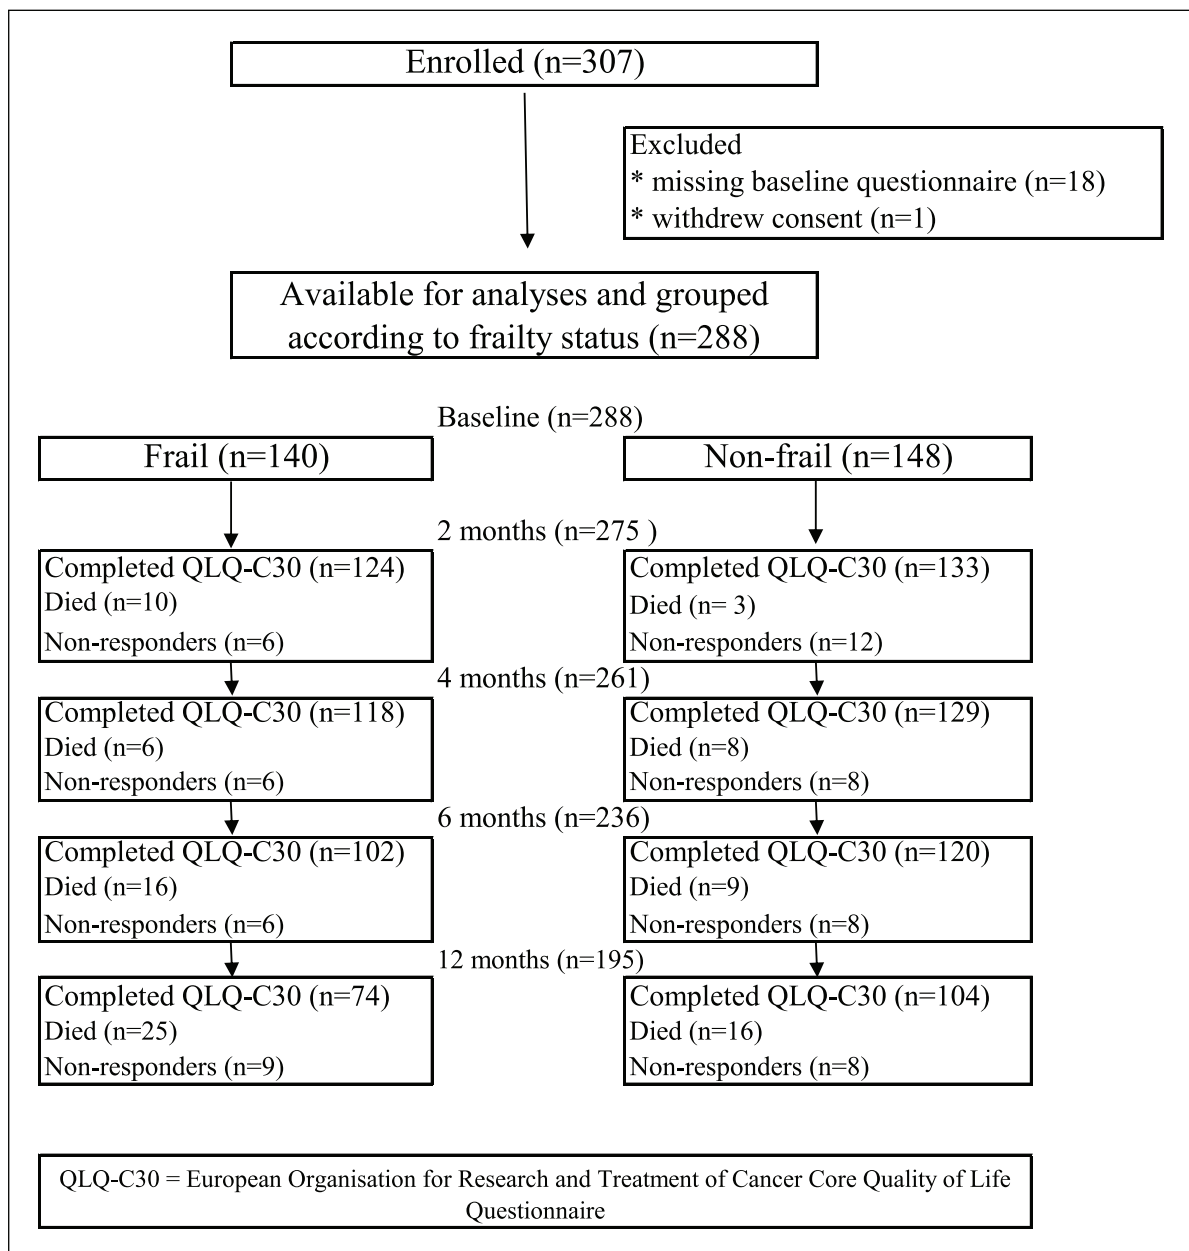 Enrolled (n=307)
Excluded
* missing baseline questionnaire (n=18)
* withdrew consent (n=1)
Available for analyses and grouped
according to frailty status (n=288)
Baseline (n=288)
Frail (n=140)
Non-frail (n=148)
2 months (n=275 )
Completed QLQ-C30 (n=124)
Died (n=10)
Non-responders (n=6)
Completed QLQ-C30 (n=133)
Died (n= 3)
Non-responders (n=12)
4 months (n=261)
Completed QLQ-C30 (n=118)
Died (n=6)
Non-responders (n=6)
Completed QLQ-C30 (n=129)
Died (n=8)
Non-responders (n=8)
6 months (n=236)
Completed QLQ-C30 (n=102)
Died (n=16)
Non-responders (n=6)
Completed QLQ-C30 (n=120)
Died (n=9)
Non-responders (n=8)
12 months (n=195)
Completed QLQ-C30 (n=74)
Died (n=25)
Non-responders (n=9)
Completed QLQ-C30 (n=104)
Died (n=16)
Non-responders (n=8)
QLQ-C30 = European Organisation for Research and Treatment of Cancer Core Quality of Life
Questionnaire